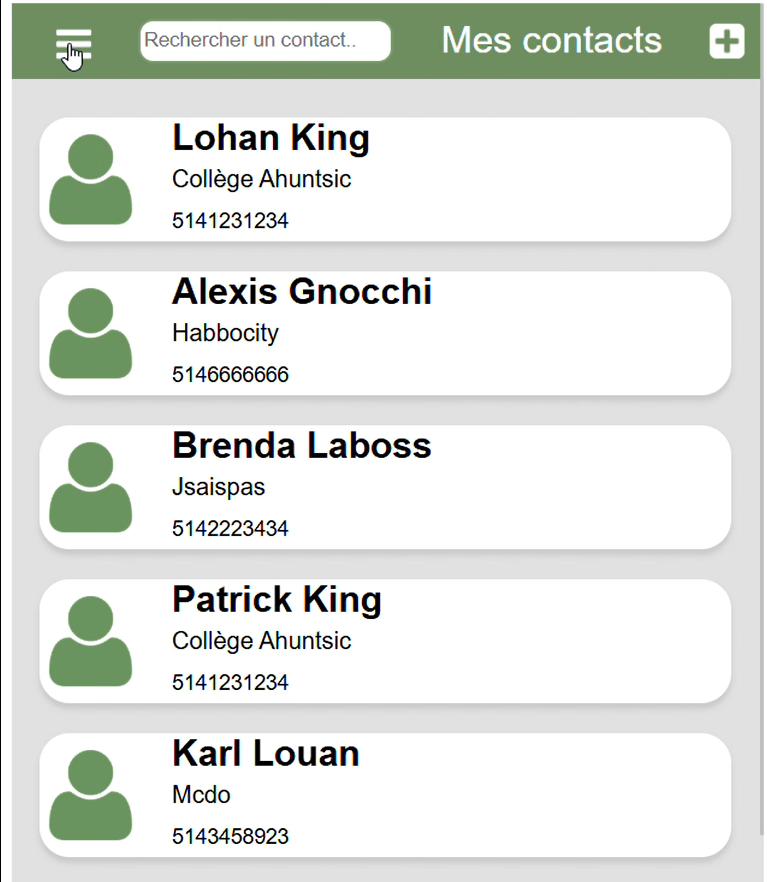 Rechercher un contact..
Mes contacts
Lohan King
Collège Ahuntsic
5141231234
Alexis Gnocchi
Habbocity
5146666666
Brenda Laboss
Jsaispas
5142223434
Patrick King
Collège Ahuntsic
5141231234
Karl Louan
Mcdo
5143458923